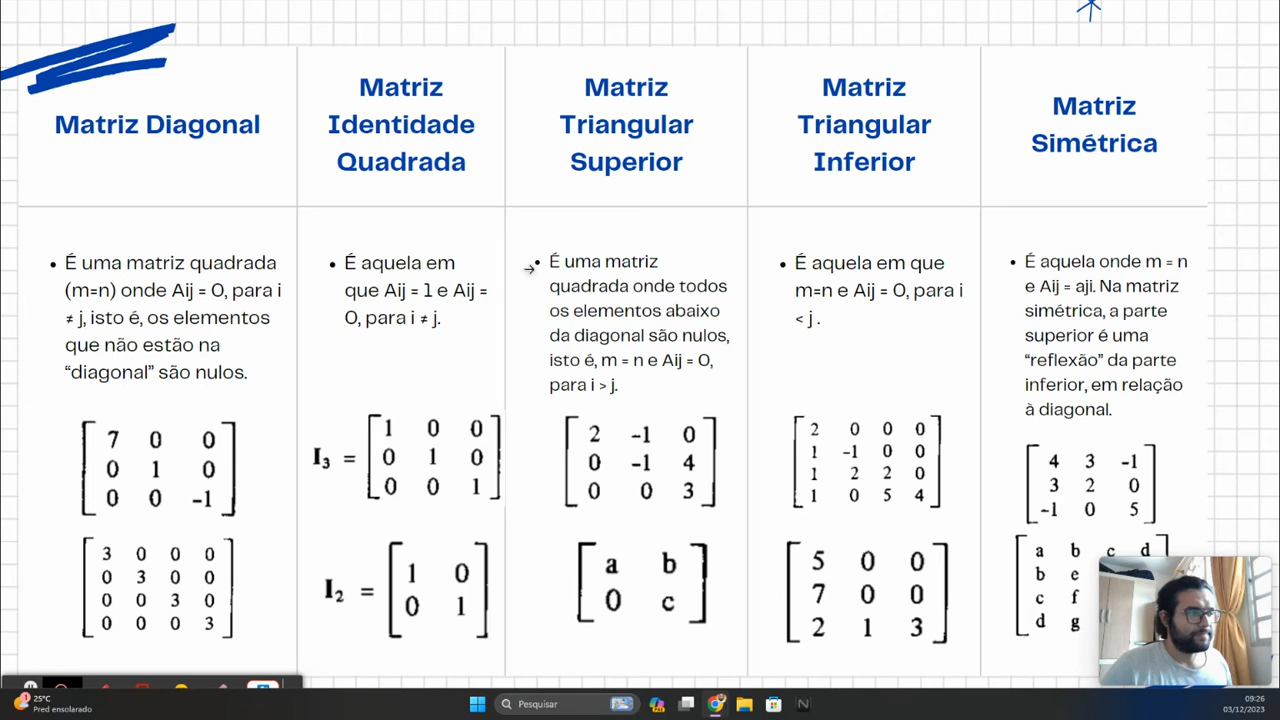 Matriz Diagonal
Matriz
Identidade
Quadrada
Matriz
Triangular
Superior
Matriz
Triangular
Inferior
Matriz
Simétrica
• É uma matriz quadrada
(m=n) onde Aij = 0, para i
≠ j, isto é, os elementos
que não estão na
“diagonal” são nulos.
7 0 0
0 1 0
0 0 -1
3 0 0 0
0 3 0 0
0 0 3 0
0 0 0 3
• É aquela em
que Aij = 1 e Aij =
0, para i ≠ j.
I3 =
1 0 0
0 1 0
0 0 1
I2 =
1 0
0 1
• É uma matriz
quadrada onde todos
os elementos abaixo
da diagonal são nulos,
isto é, m = n e Aij = 0,
para i > j.
2 -1 0
0 -1 4
0 0 3
a b
0 c
• É aquela em que
m=n e Aij = 0, para i
< j .
2 0 0 0
1 -1 0 0
1 2 2 0
1 0 5 4
5 0 0
7 0 0
2 1 3
• É aquela onde m = n
e Aij = aji. Na matriz
simétrica, a parte
superior é uma
“reflexão” da parte
inferior, em relação
à diagonal.
4 3 -1
3 2 0
-1 0 5
a b c d
b e
c f
d g
25°C
Pred ensolarado
Pesquisar
09:26
03/12/2023